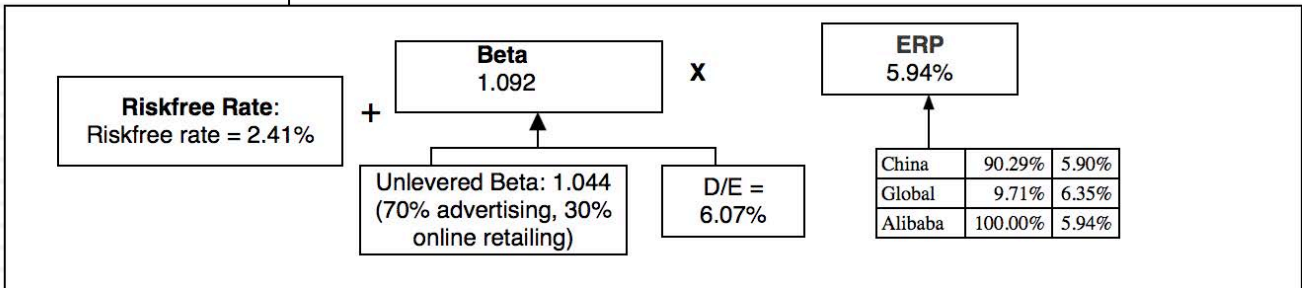 Riskfree Rate:
Riskfree rate = 2.41%
+
Beta
1.092
X
ERP
5.94%
Unlevered Beta: 1.044
(70% advertising, 30%
online retailing)
D/E =
6.07%
China 90.29% 5.90%
Global 9.71% 6.35%
Alibaba 100.00% 5.94%